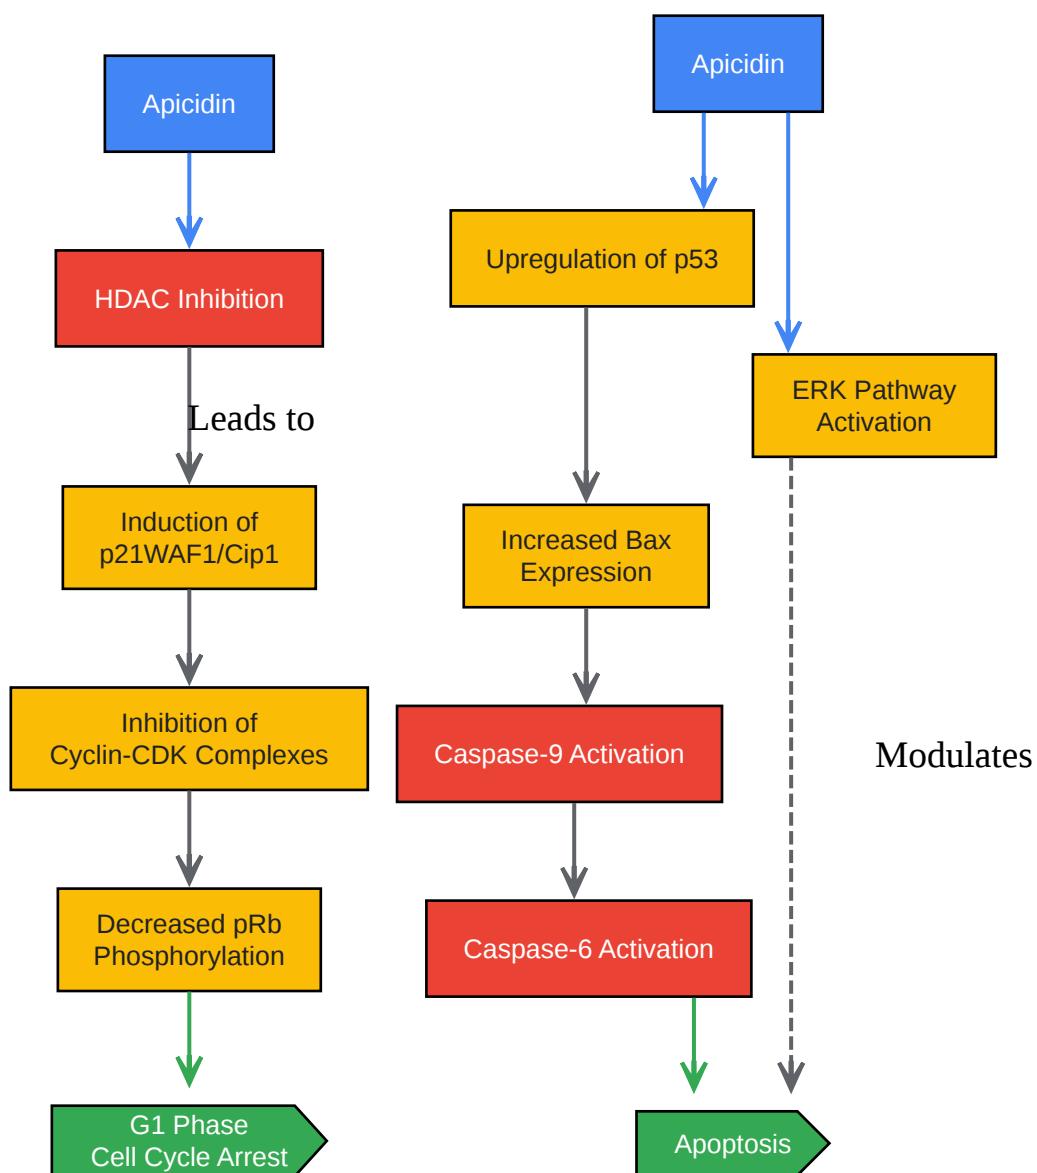 Apicidin
HDAC Inhibition
Leads to
Induction of
p21WAF1/Cip1
Inhibition of
Cyclin-CDK Complexes
Decreased pRb
Phosphorylation
G1 Phase
Cell Cycle Arrest
Apicidin
Upregulation of p53
ERK Pathway
Activation
Increased Bax
Expression
Caspase-9 Activation
Modulates
Caspase-6 Activation
Apoptosis